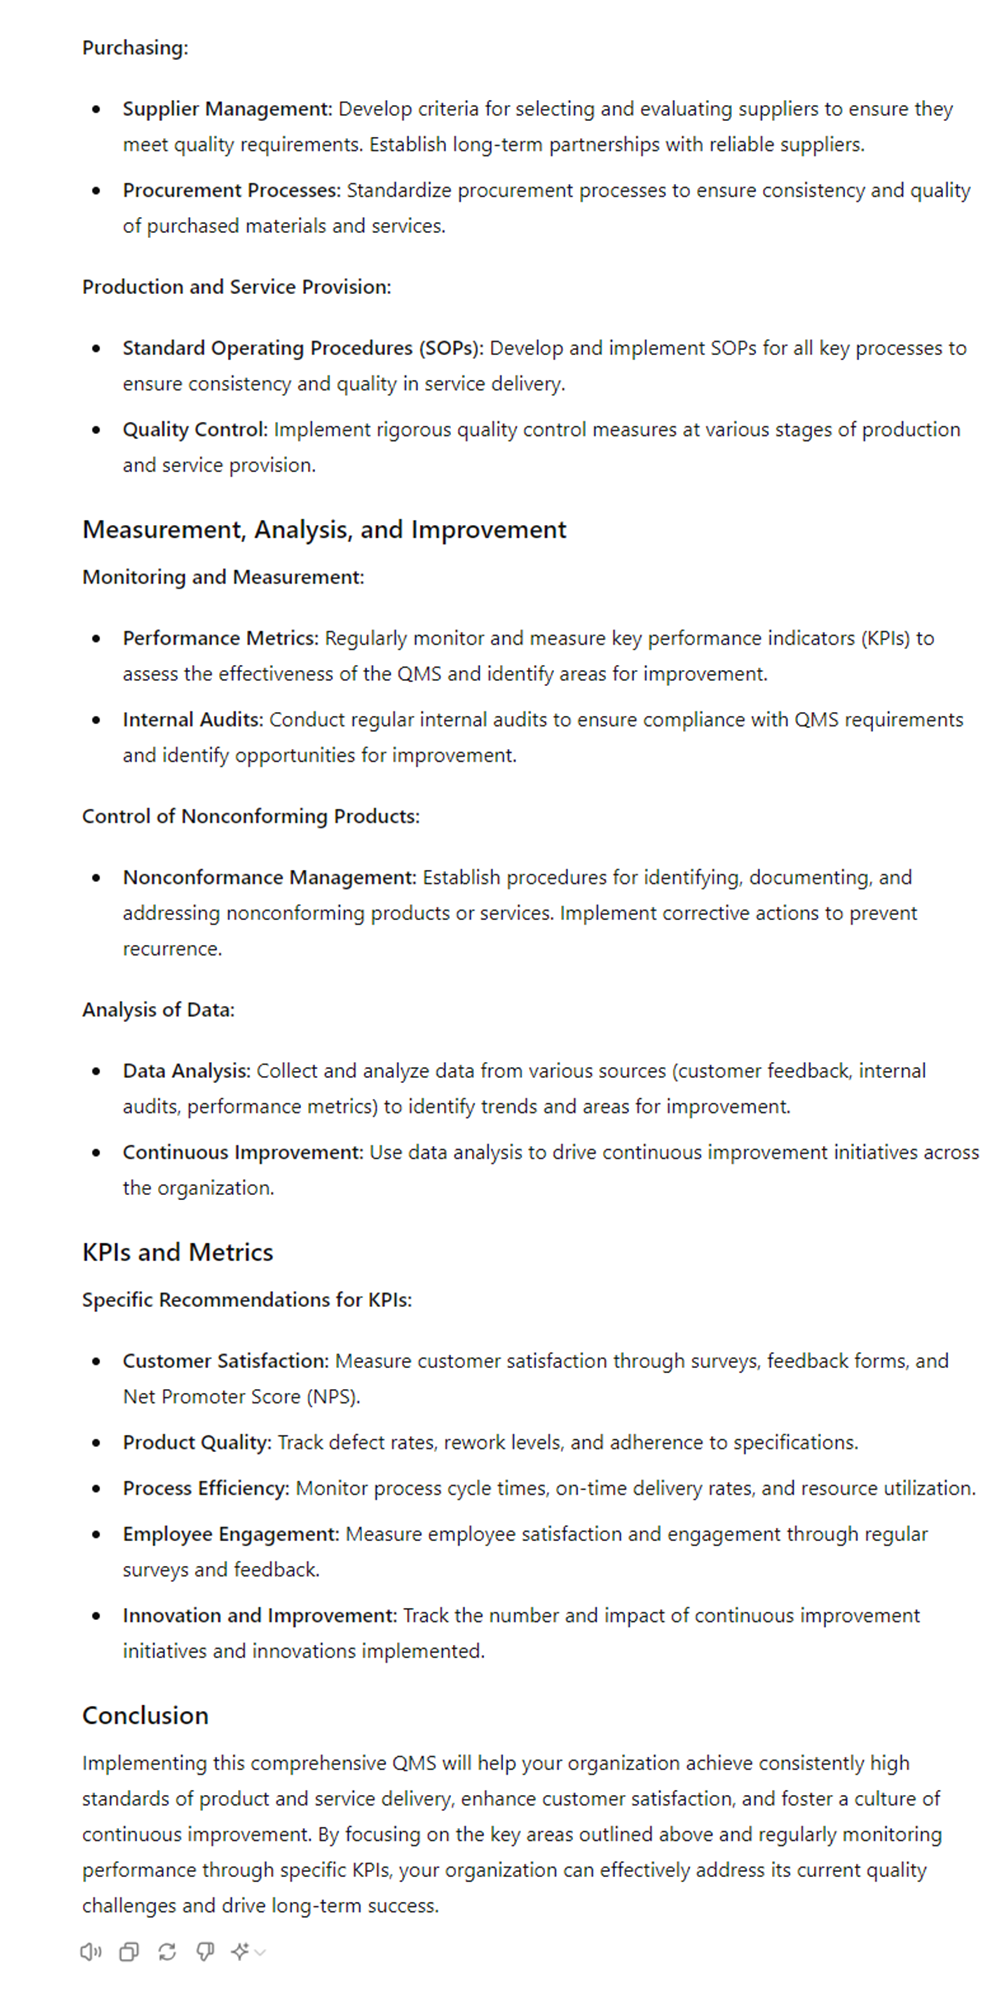 Purchasing:
Supplier Management: Develop criteria for selecting and evaluating suppliers to ensure they
meet quality requirements. Establish long-term partnerships with reliable suppliers.
Procurement Processes: Standardize procurement processes to ensure consistency and quality
of purchased materials and services.
Production and Service Provision:
Standard Operating Procedures (SOPs): Develop and implement SOPs for all key processes to
ensure consistency and quality in service delivery.
Quality Control: Implement rigorous quality control measures at various stages of production
and service provision.
Measurement, Analysis, and Improvement
Monitoring and Measurement:
Performance Metrics: Regularly monitor and measure key performance indicators (KPIs) to
assess the effectiveness of the QMS and identify areas for improvement.
Internal Audits: Conduct regular internal audits to ensure compliance with QMS requirements
and identify opportunities for improvement.
Control of Nonconforming Products:
Nonconformance Management: Establish procedures for identifying, documenting, and
addressing nonconforming products or services. Implement corrective actions to prevent
recurrence.
Analysis of Data:
Data Analysis: Collect and analyze data from various sources (customer feedback, internal
audits, performance metrics) to identify trends and areas for improvement.
Continuous Improvement: Use data analysis to drive continuous improvement initiatives across
the organization.
KPIs and Metrics
Specific Recommendations for KPIs:
Customer Satisfaction: Measure customer satisfaction through surveys, feedback forms, and
Net Promoter Score (NPS).
Product Quality: Track defect rates, rework levels, and adherence to specifications.
Process Efficiency: Monitor process cycle times, on-time delivery rates, and resource utilization.
Employee Engagement: Measure employee satisfaction and engagement through regular
surveys and feedback.
Innovation and Improvement: Track the number and impact of continuous improvement
initiatives and innovations implemented.
Conclusion
Implementing this comprehensive QMS will help your organization achieve consistently high
standards of product and service delivery, enhance customer satisfaction, and foster a culture of
continuous improvement. By focusing on the key areas outlined above and regularly monitoring
performance through specific KPIs, your organization can effectively address its current quality
challenges and drive long-term success.